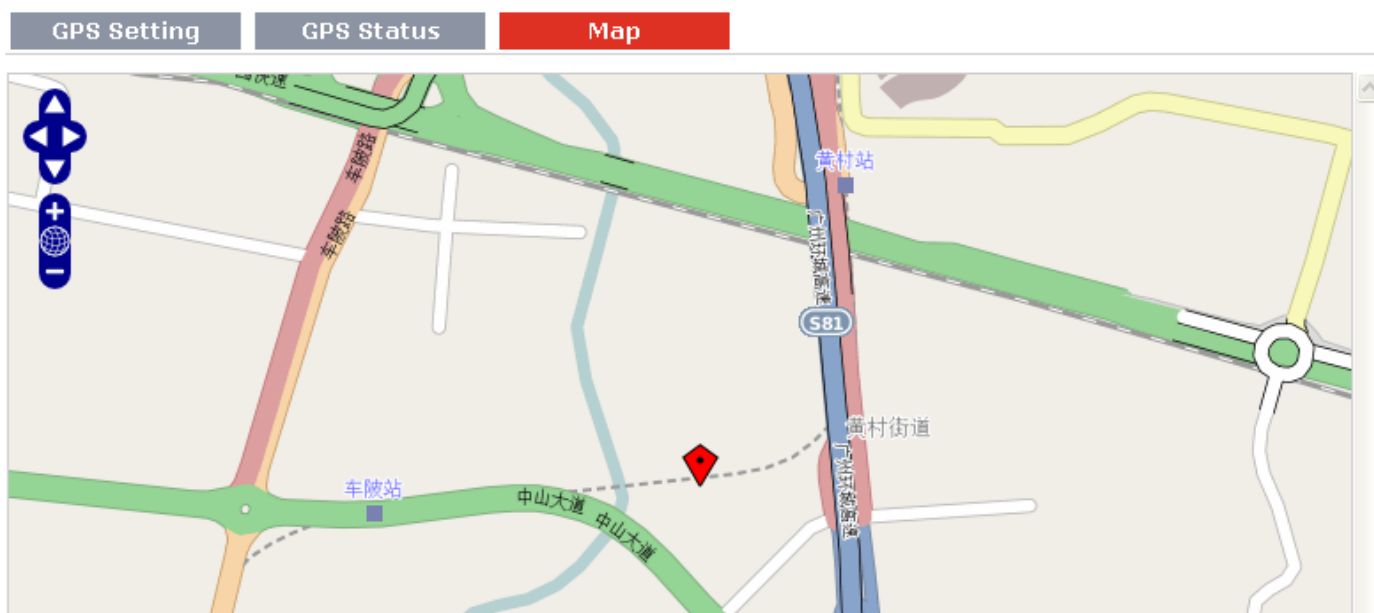 GPS Setting
GPS Status
Map
快速
车陂路
车陂路
黄村站
广州环城高速
S81
黄村街道
广州环城高速
车陂站
中山大道
中山大道